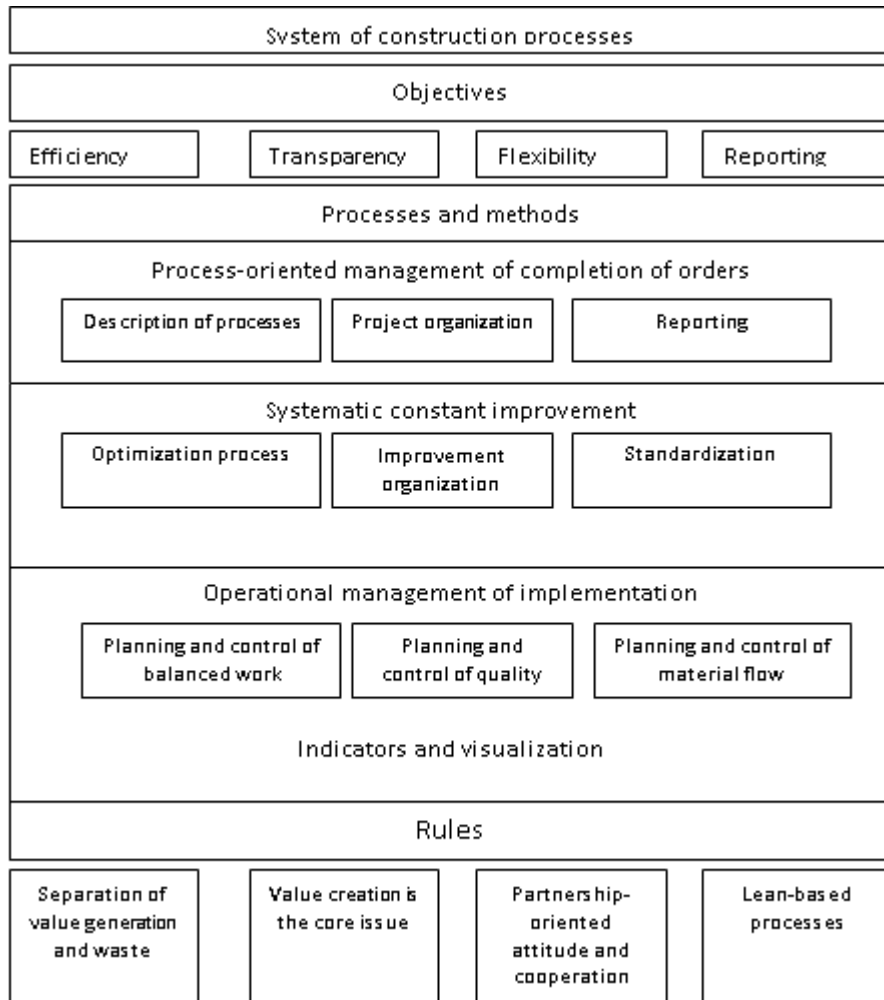 System of construction processes
Objectives
Efficiency
Transparency
Flexibility
Reporting
Processes and methods
Process-oriented management of completion of orders
Description of processes
Project organization
Reporting
Systematic constant improvement
Optimization process
Improvement
organization
Standardization
Operational management of implementation
Planning and control of
balanced work
Planning and
control of quality
Planning and control of
material flow
Indicators and visualization
Rules
Separation of
value generation
and waste
Value creation is
the core issue
Partnership-
oriented
attitude and
cooperation
Lean-based
processes